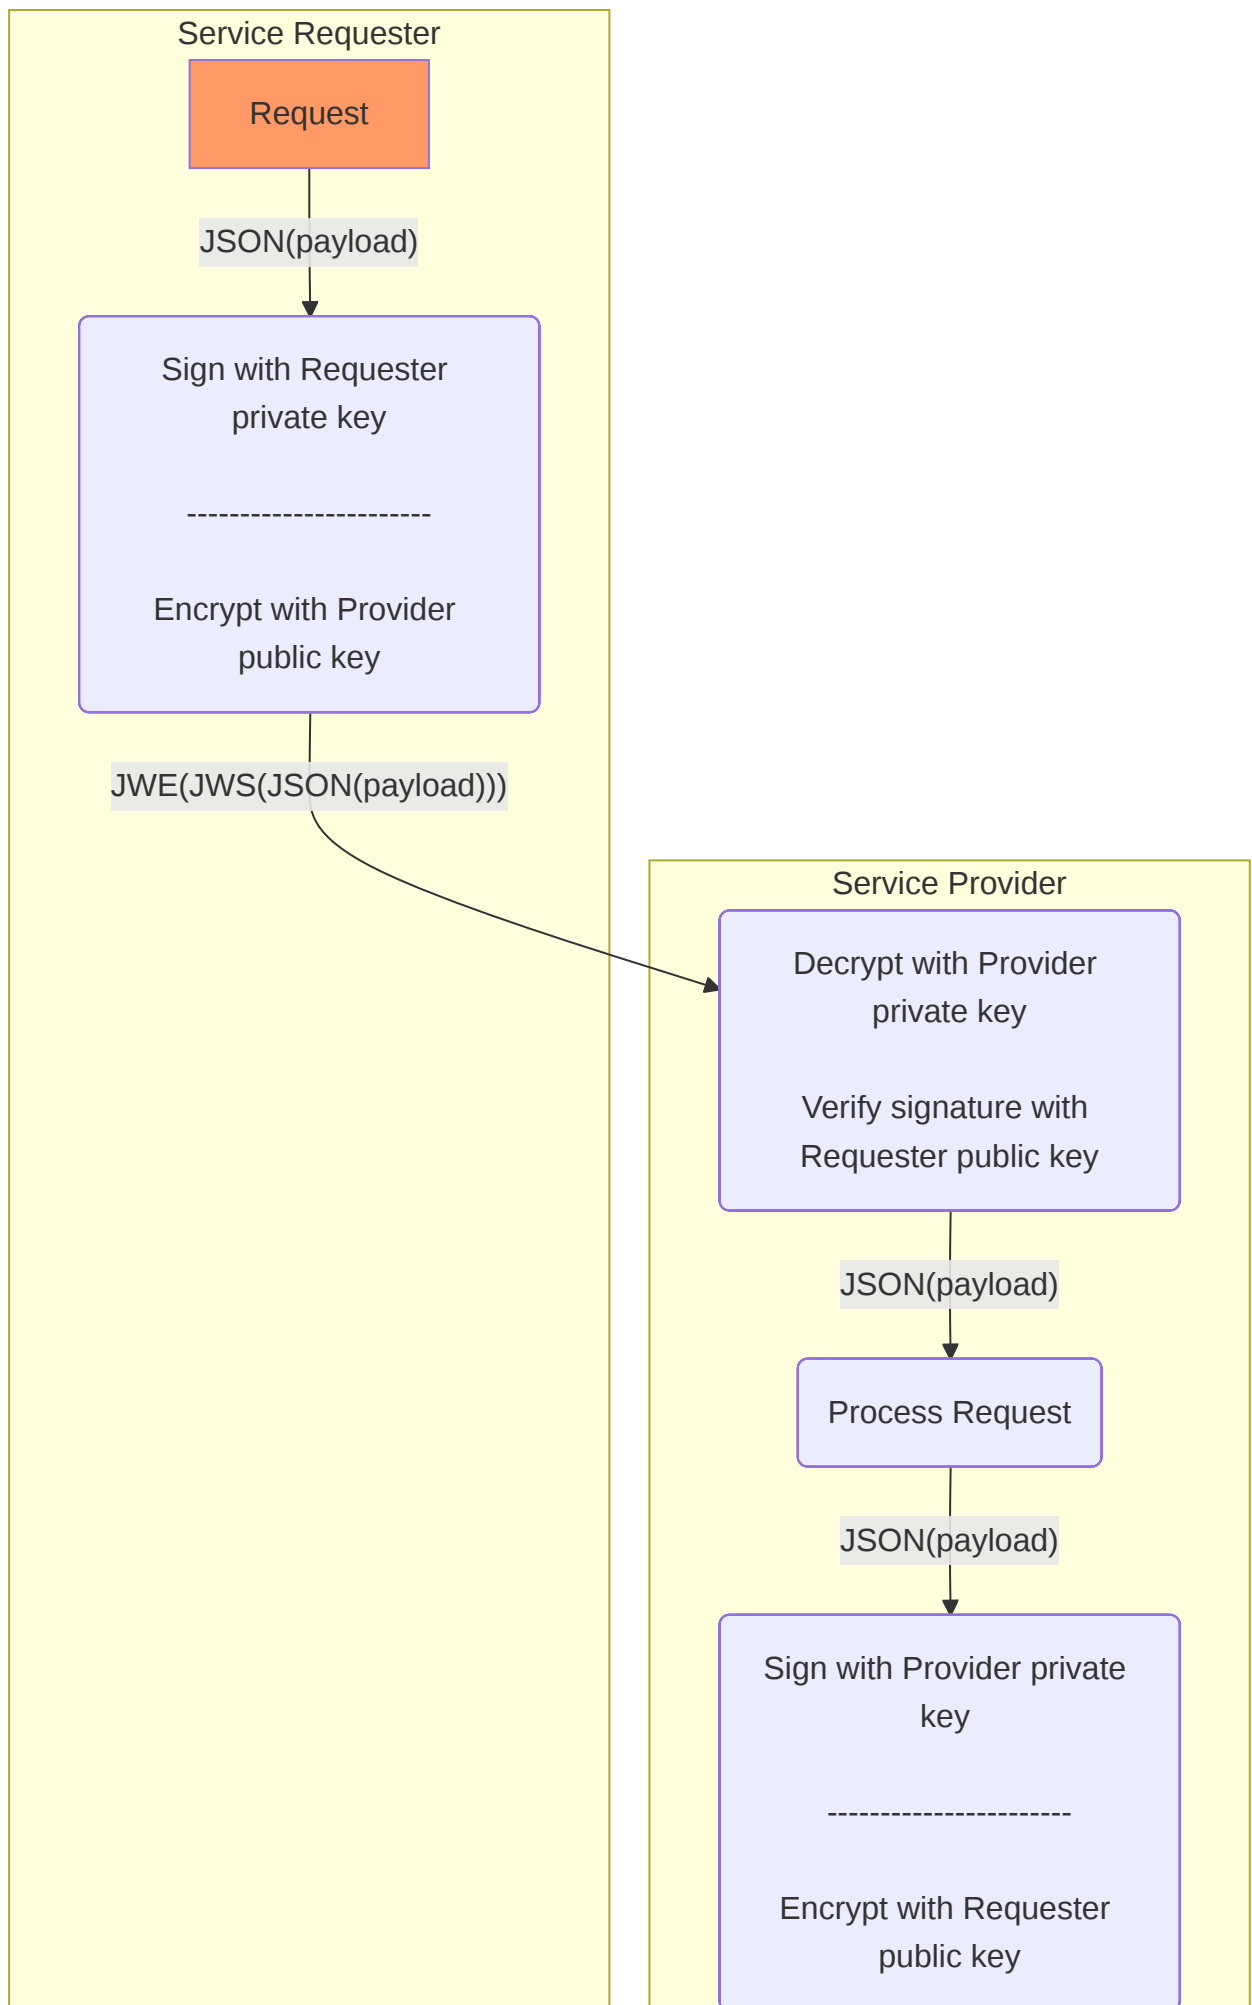 Service Requester
Request
JSON(payload)
Sign with Requester
private key
-----------------------
Encrypt with Provider
public key
JWE(JWS(JSON(payload)))
Service Provider
Decrypt with Provider
private key
Verify signature with
Requester public key
JSON(payload)
Process Request
JSON(payload)
Sign with Provider private
key
-----------------------
Encrypt with Requester
public key